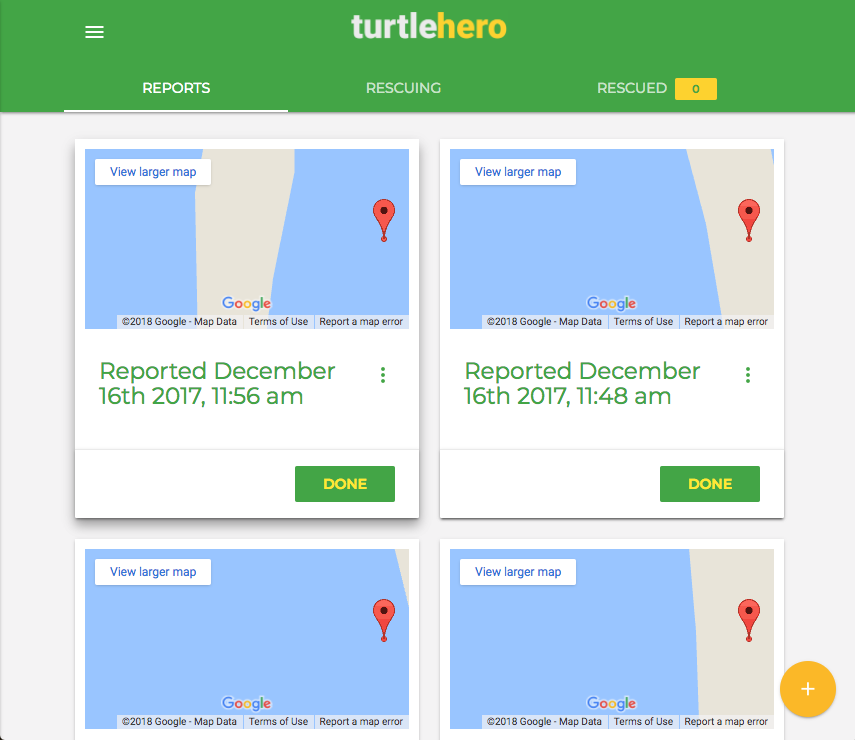 turtlehero
REPORTS
RESCUING
RESCUED 0
View larger map
Google
©2018 Google - Map Data
Terms of Use
Report a map error
Reported December
16th 2017, 11:56 am
DONE
View larger map
Google
©2018 Google - Map Data
Terms of Use
Report a map error
Reported December
16th 2017, 11:48 am
DONE
View larger map
Google
©2018 Google - Map Data
Terms of Use
Report a map error
View larger map
Google
©2018 Google - Map Data
Terms of Use
Report a map error
+